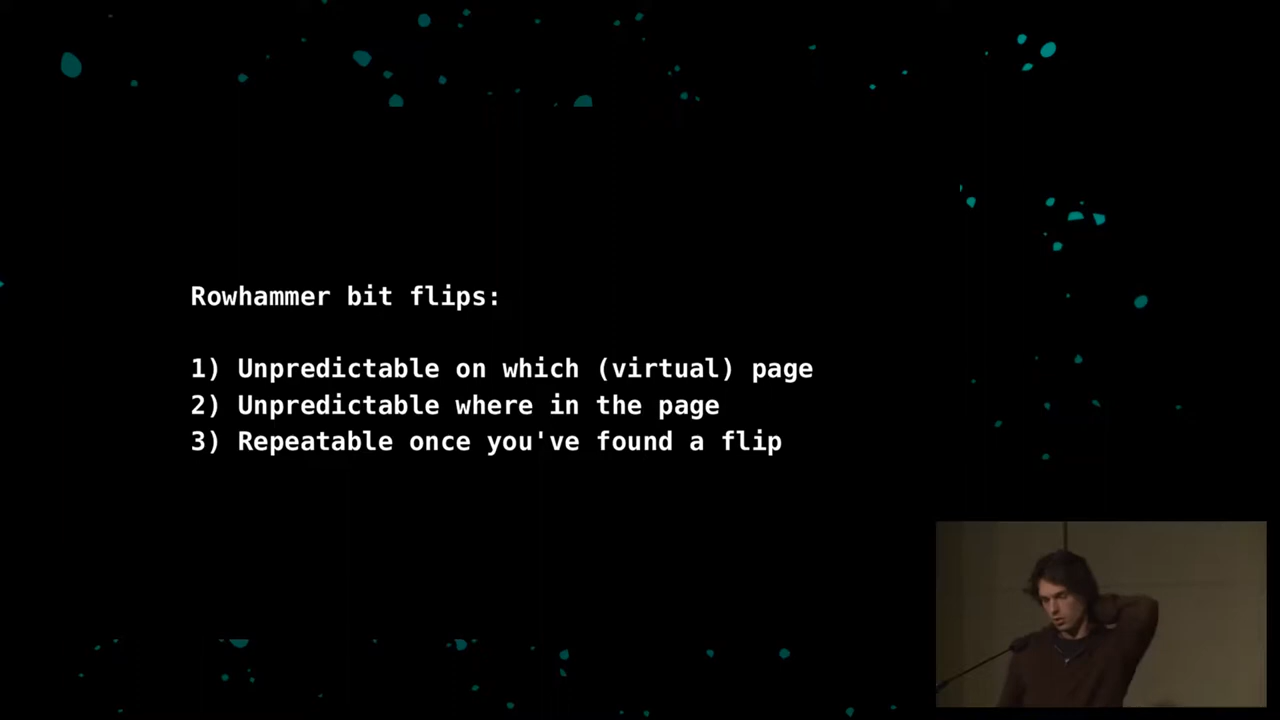 Rowhammer bit flips:
1) Unpredictable on which (virtual) page
2) Unpredictable where in the page
3) Repeatable once you've found a flip